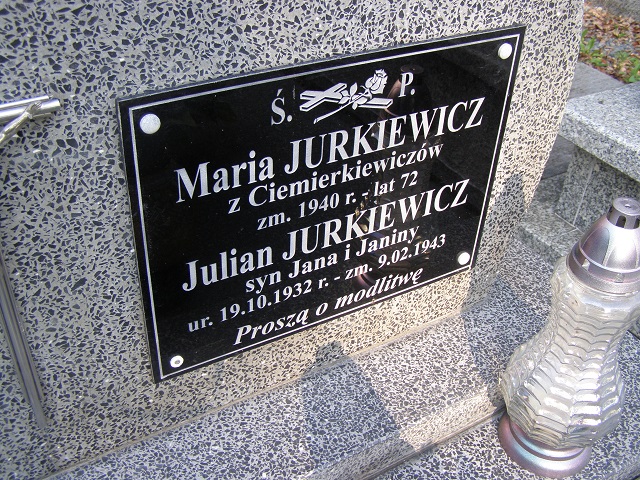 Ś. P.
Maria JURKIEWICZ
z Ciemierkiewiczów
zm. 1940 r. - lat 72
Julian JURKIEWICZ
syn Jana i Janiny
ur. 19.10.1932 r. - zm. 9.02.1943
Proszą o modlitwę